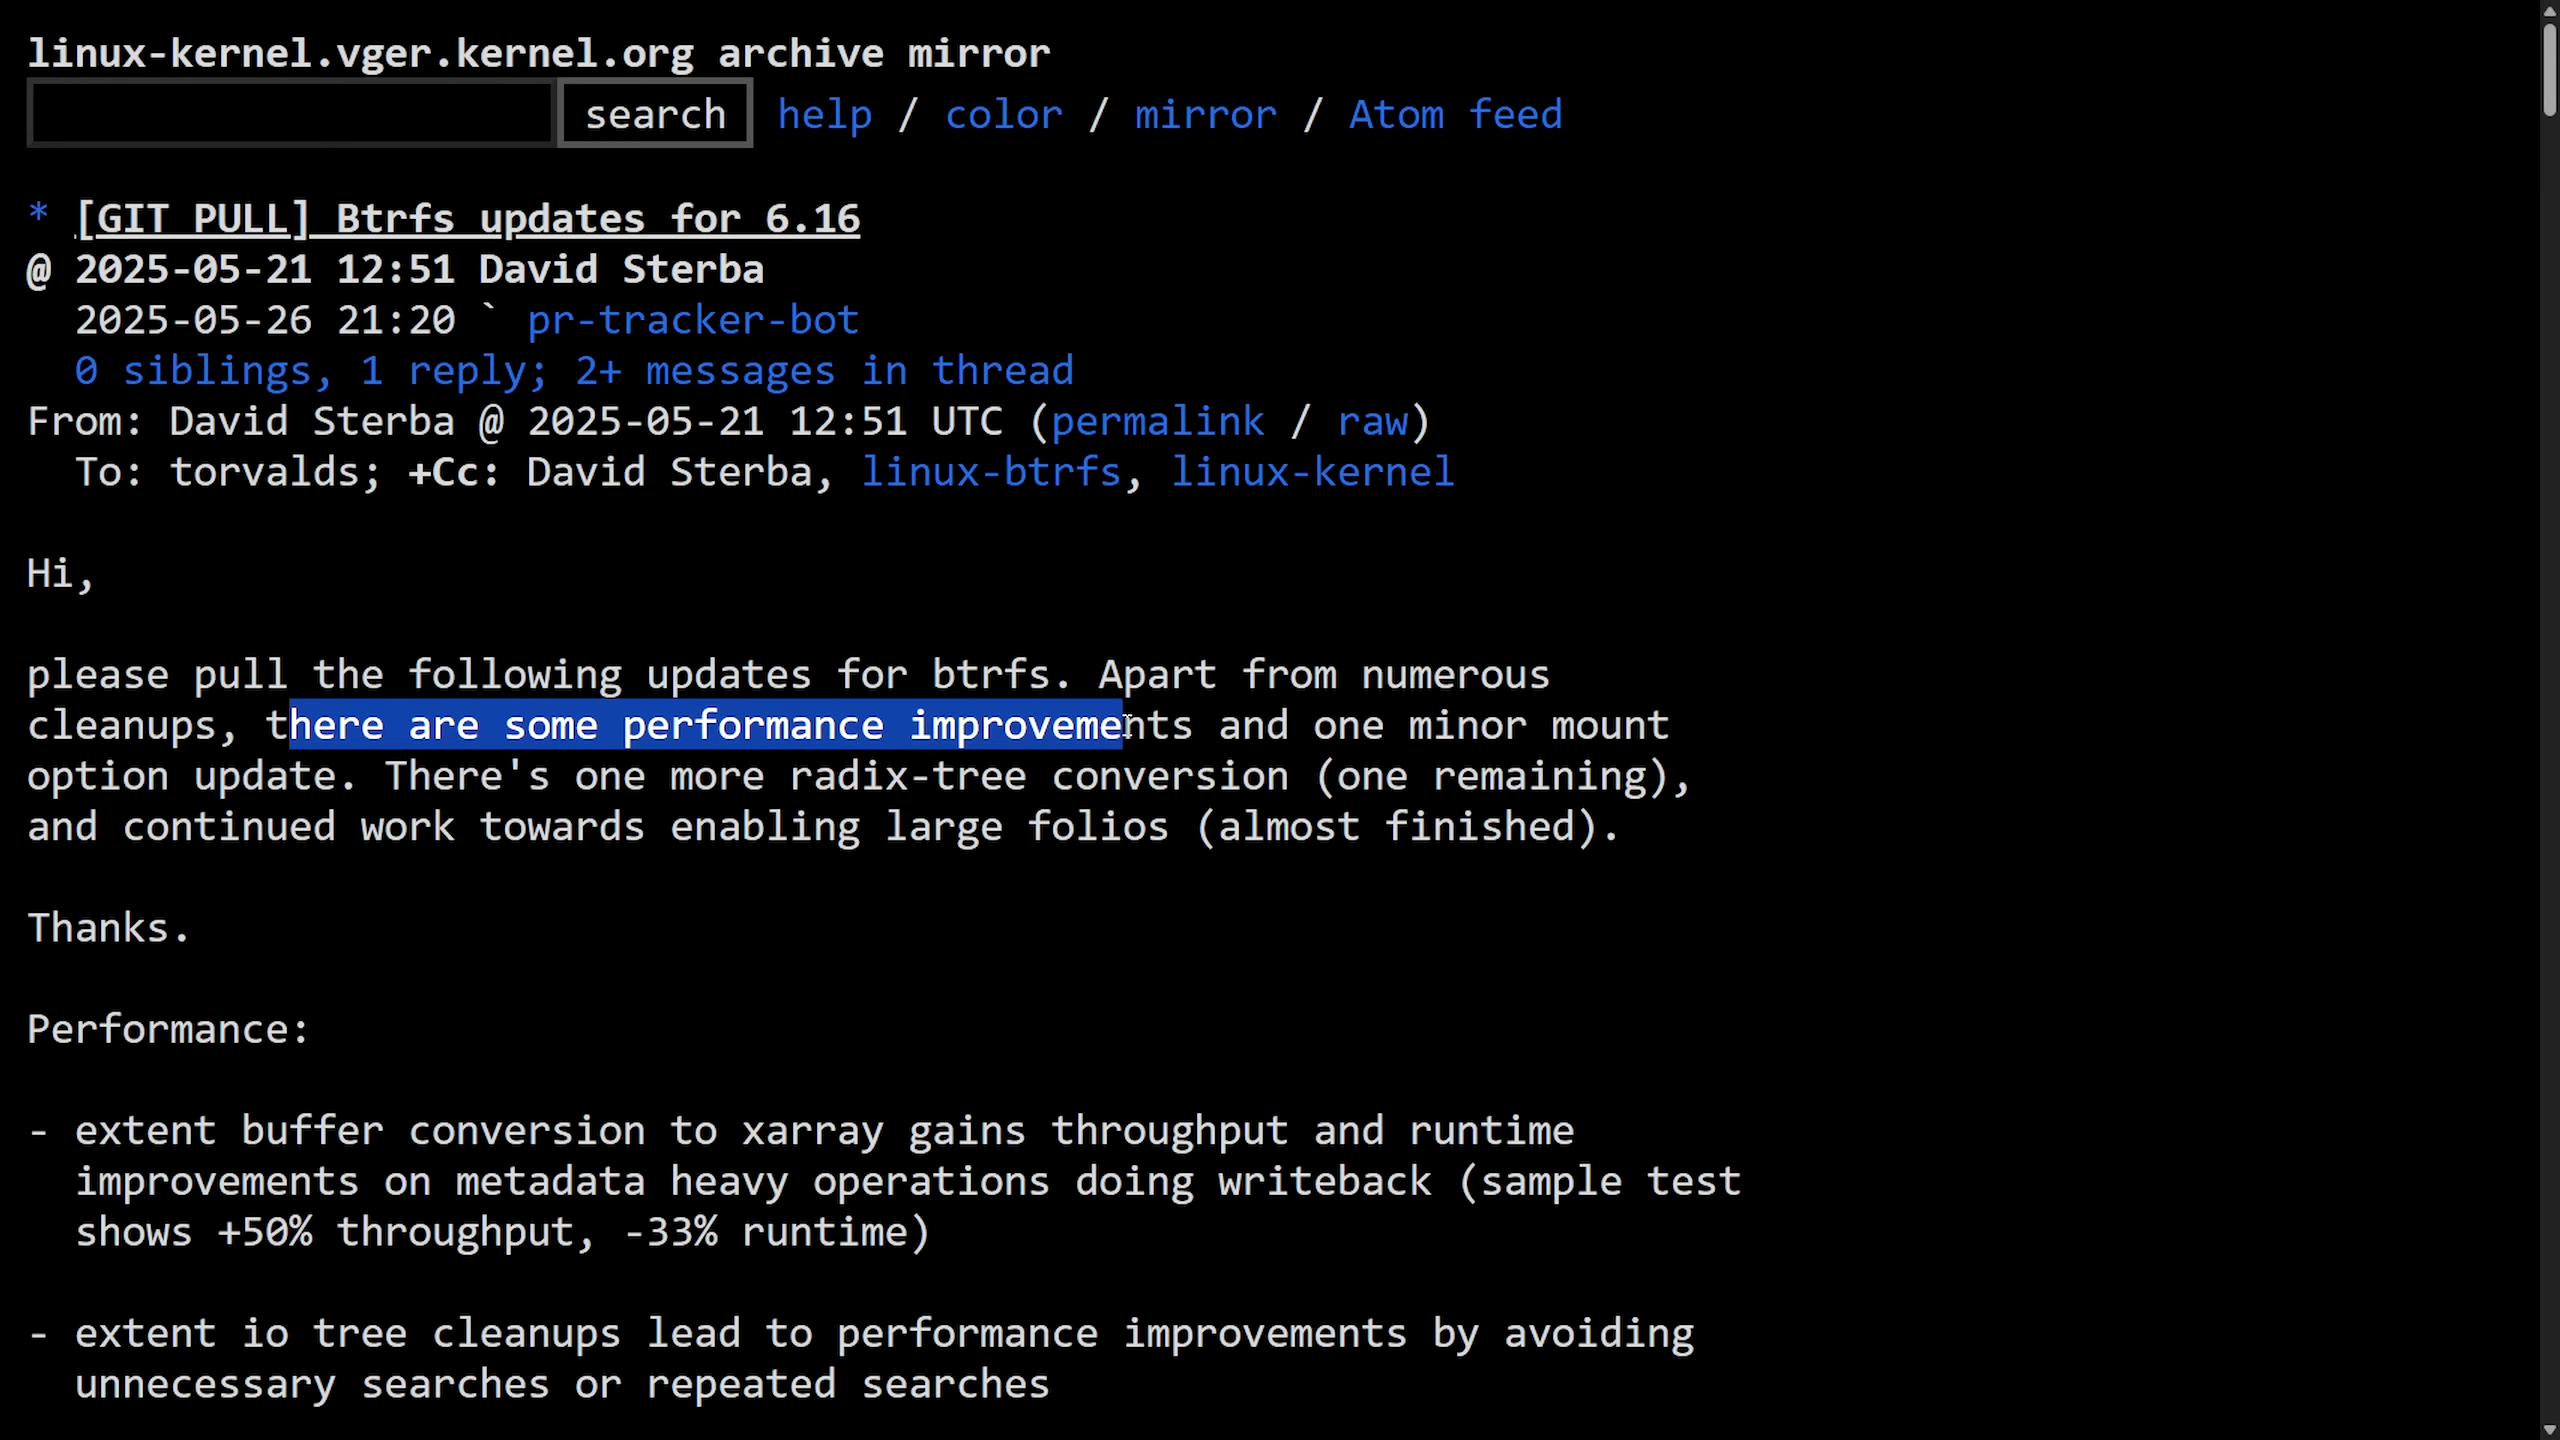 linux-kernel.vger.kernel.org archive mirror
search help / color / mirror / Atom feed
* [GIT PULL] Btrfs updates for 6.16
@ 2025-05-21 12:51 David Sterba
2025-05-26 21:20 ` pr-tracker-bot
0 siblings, 1 reply; 2+ messages in thread
From: David Sterba @ 2025-05-21 12:51 UTC (permalink / raw)
To: torvalds; +Cc: David Sterba, linux-btrfs, linux-kernel
Hi,
please pull the following updates for btrfs. Apart from numerous
cleanups, there are some performance improvements and one minor mount
option update. There's one more radix-tree conversion (one remaining),
and continued work towards enabling large folios (almost finished).
Thanks.
Performance:
- extent buffer conversion to xarray gains throughput and runtime
improvements on metadata heavy operations doing writeback (sample test
shows +50% throughput, -33% runtime)
- extent io tree cleanups lead to performance improvements by avoiding
unnecessary searches or repeated searches